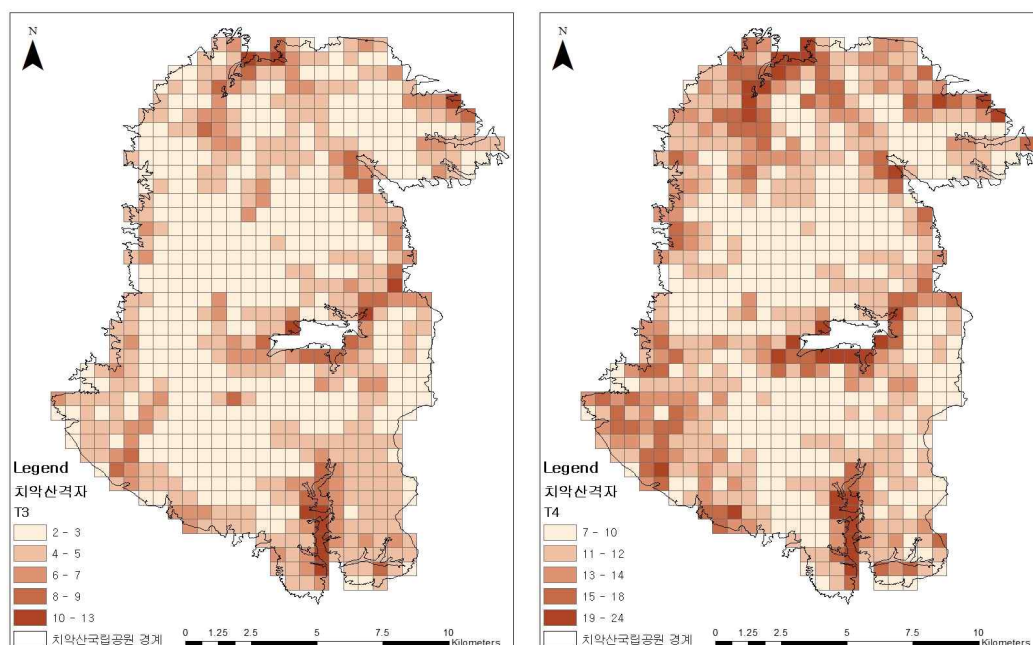 N
Legend
치악산격자
T3
2 - 3
4 - 5
6 - 7
8 - 9
10 - 13
치악산국립공원 경계
0 1.25 2.5 5 7.5 10
Kilometers
N
Legend
치악산격자
T4
7 - 10
11 - 12
13 - 14
15 - 18
19 - 24
치악산국립공원 경계
0 1.25 2.5 5 7.5 10
Kilometers